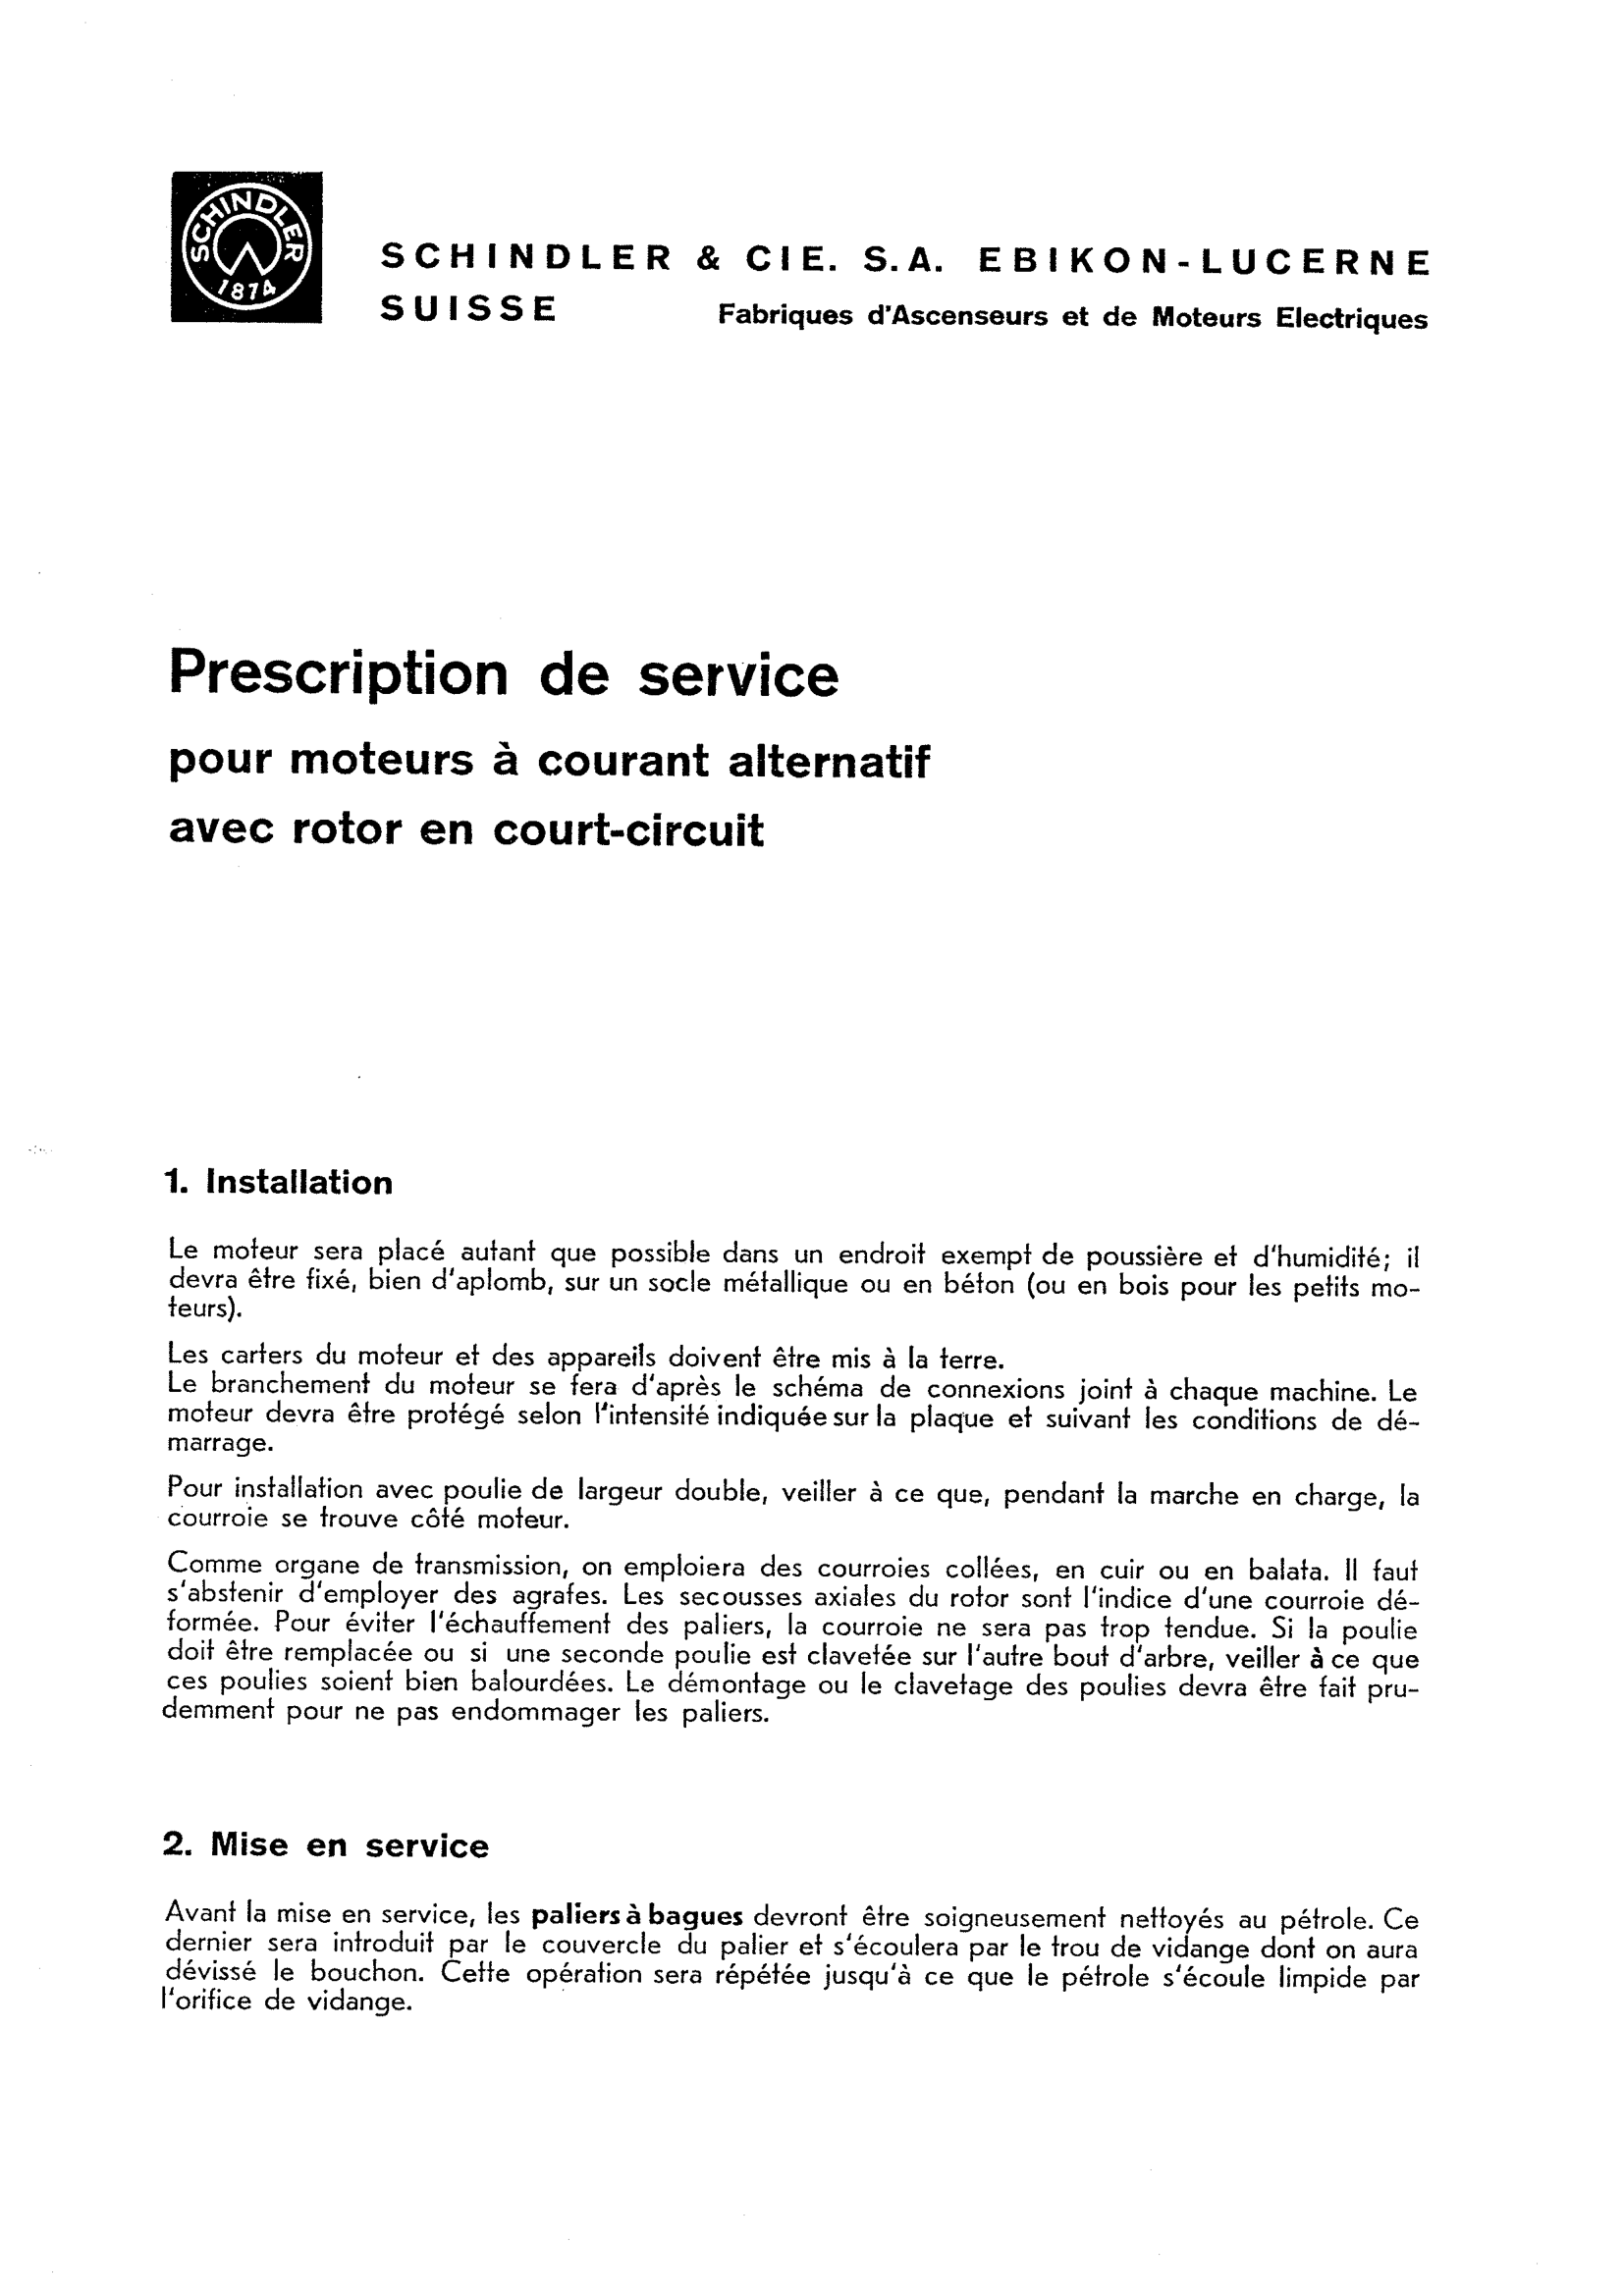 SCHINDLER
1874
SCHINDLER & CIE. S.A. EBIKON-LUCERNE
SUISSE Fabriques d'Ascenseurs et de Moteurs Electriques
Prescription de service
pour moteurs à courant alternatif
avec rotor en court-circuit
1. Installation
Le moteur sera placé autant que possible dans un endroit exempt de poussière et d'humidité; il
devra être fixé, bien d'aplomb, sur un socle métallique ou en béton (ou en bois pour les petits mo-
teurs).
Les carters du moteur et des appareils doivent être mis à la terre.
Le branchement du moteur se fera d'après le schéma de connexions joint à chaque machine. Le
moteur devra être protégé selon l'intensité indiquée sur la plaque et suivant les conditions de dé-
marrage.
Pour installation avec poulie de largeur double, veiller à ce que, pendant la marche en charge, la
courroie se trouve côté moteur.
Comme organe de transmission, on emploiera des courroies collées, en cuir ou en balata. Il faut
s'abstenir d'employer des agrafes. Les secousses axiales du rotor sont l'indice d'une courroie dé-
formée. Pour éviter l'échauffement des paliers, la courroie ne sera pas trop tendue. Si la poulie
doit être remplacée ou si une seconde poulie est clavetée sur l'autre bout d'arbre, veiller à ce que
ces poulies soient bien balourdées. Le démontage ou le clavetage des poulies devra être fait pru-
demment pour ne pas endommager les paliers.
2. Mise en service
Avant la mise en service, les paliers à bagues devront être soigneusement nettoyés au pétrole. Ce
dernier sera introduit par le couvercle du palier et s'écoulera par le trou de vidange dont on aura
dévissé le bouchon. Cette opération sera répétée jusqu'à ce que le pétrole s'écoule limpide par
l'orifice de vidange.